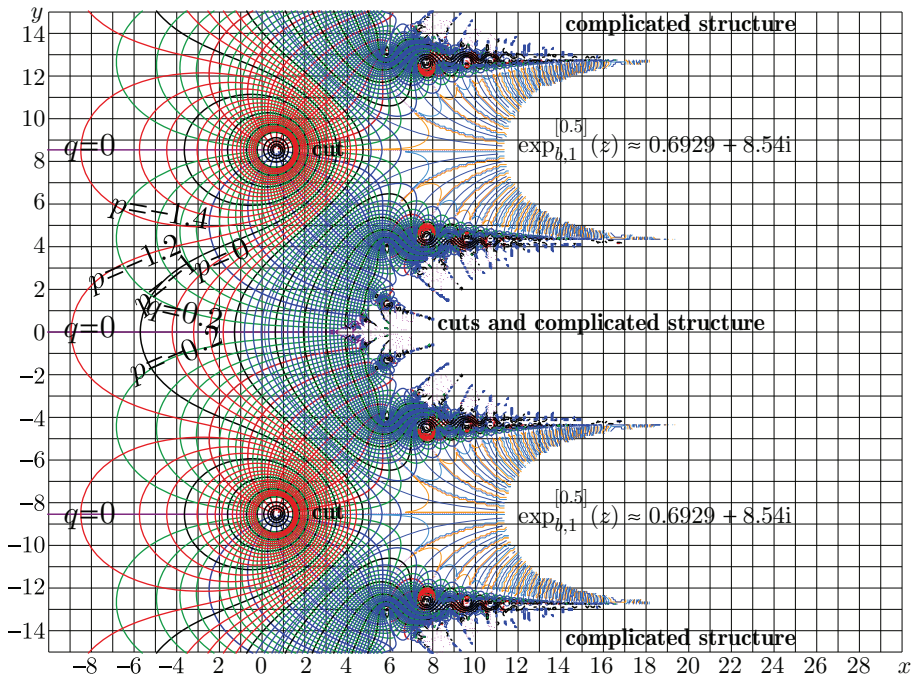 y
14
complicated structure
12
10
q=0
cut
exp_{b,1}^{[0.5]}(z) ≈ 0.6929 + 8.54i
8
6
p=−1.4
4
p=−1.2
p=0
2
q=0.2
q=0
0
cuts and complicated structure
p=−0.2
−2
−4
−6
q=0
−8
cut
exp_{b,1}^{[0.5]}(z) ≈ 0.6929 + 8.54i
−10
−12
−14
complicated structure
−8 −6 −4 −2 0 2 4 6 8 10 12 14 16 18 20 22 24 26 28 x